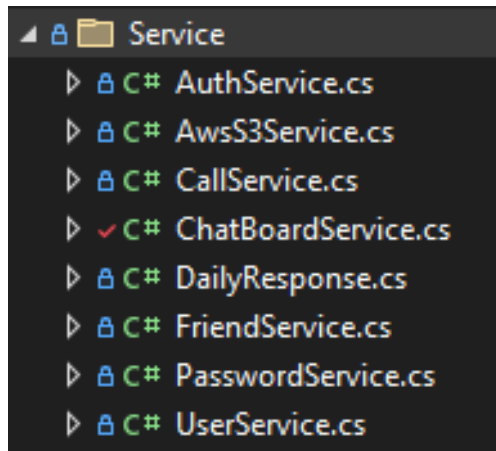 Service
C# AuthService.cs
C# AwsS3Service.cs
C# CallService.cs
C# ChatBoardService.cs
C# DailyResponse.cs
C# FriendService.cs
C# PasswordService.cs
C# UserService.cs